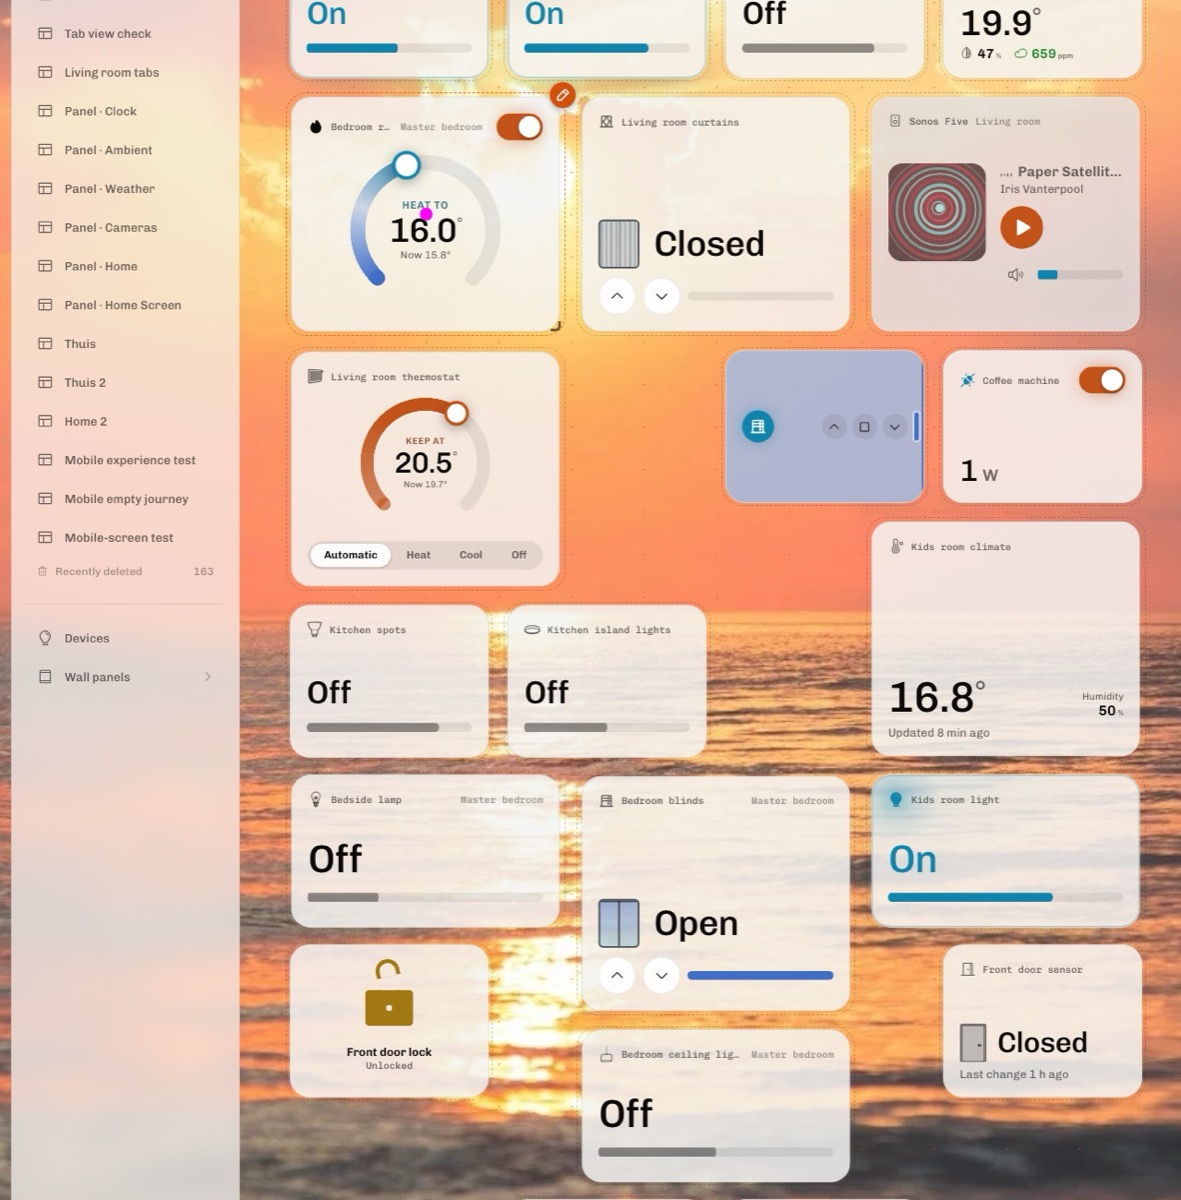 On
On
Off
19.9°
47 %
659 ppm
Tab view check
Living room tabs
Panel · Clock
Panel · Ambient
Panel · Weather
Panel · Cameras
Panel · Home
Panel · Home Screen
Thuis
Thuis 2
Home 2
Mobile experience test
Mobile empty journey
Mobile-screen test
Recently deleted 163
Devices
Wall panels
Bedroom r… Master bedroom
HEAT TO
16.0°
Now 15.8°
Living room curtains
Closed
Sonos Five Living room
Paper Satellit…
Iris Vanterpool
Living room thermostat
KEEP AT
20.5°
Now 19.7°
Automatic Heat Cool Off
Coffee machine
1 W
Kids room climate
16.8°
Humidity
50 %
Updated 8 min ago
Kitchen spots
Off
Kitchen island lights
Off
Bedside lamp Master bedroom
Off
Bedroom blinds Master bedroom
Open
Kids room light
On
Front door lock
Unlocked
Bedroom ceiling lig… Master bedroom
Off
Front door sensor
Closed
Last change 1 h ago